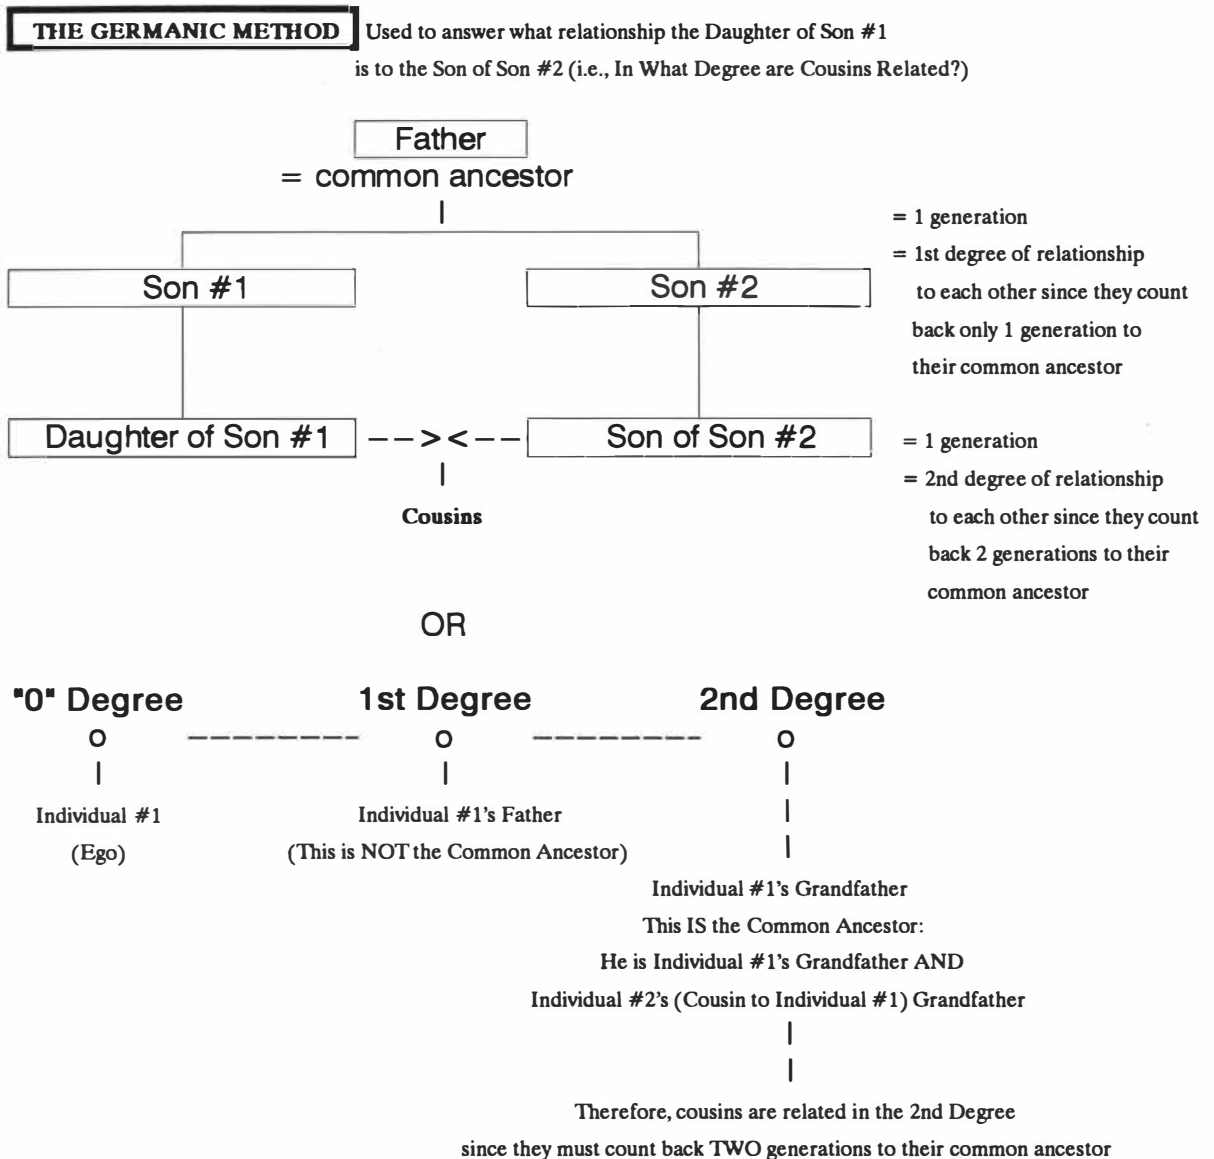 THE GERMANIC METHOD Used to answer what relationship the Daughter of Son #1
is to the Son of Son #2 (i.e., In What Degree are Cousins Related?)
Father
= common ancestor
= 1 generation
= 1st degree of relationship
to each other since they count
back only 1 generation to
their common ancestor
Son #1 Son #2
Daughter of Son #1 --><-- Son of Son #2
Cousins
= 1 generation
= 2nd degree of relationship
to each other since they count
back 2 generations to their
common ancestor
OR
"0" Degree 1st Degree 2nd Degree
o --------- o --------- o
Individual #1 Individual #1's Father
(Ego) (This is NOT the Common Ancestor)
Individual #1's Grandfather
This IS the Common Ancestor:
He is Individual #1's Grandfather AND
Individual #2's (Cousin to Individual #1) Grandfather
Therefore, cousins are related in the 2nd Degree
since they must count back TWO generations to their common ancestor